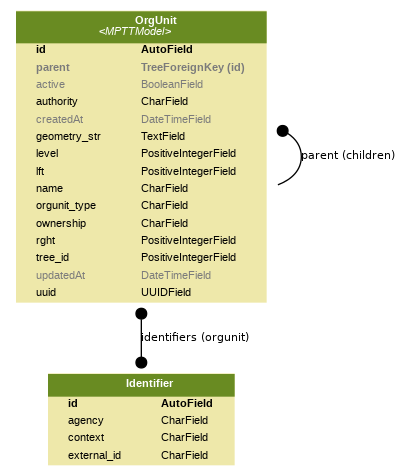 OrgUnit
<MPTTModel>
id AutoField
parent TreeForeignKey (id)
active BooleanField
authority CharField
createdAt DateTimeField
geometry_str TextField
level PositiveIntegerField
lft PositiveIntegerField
name CharField
orgunit_type CharField
ownership CharField
rght PositiveIntegerField
tree_id PositiveIntegerField
updatedAt DateTimeField
uuid UUIDField
parent (children)
identifiers (orgunit)
Identifier
id AutoField
agency CharField
context CharField
external_id CharField